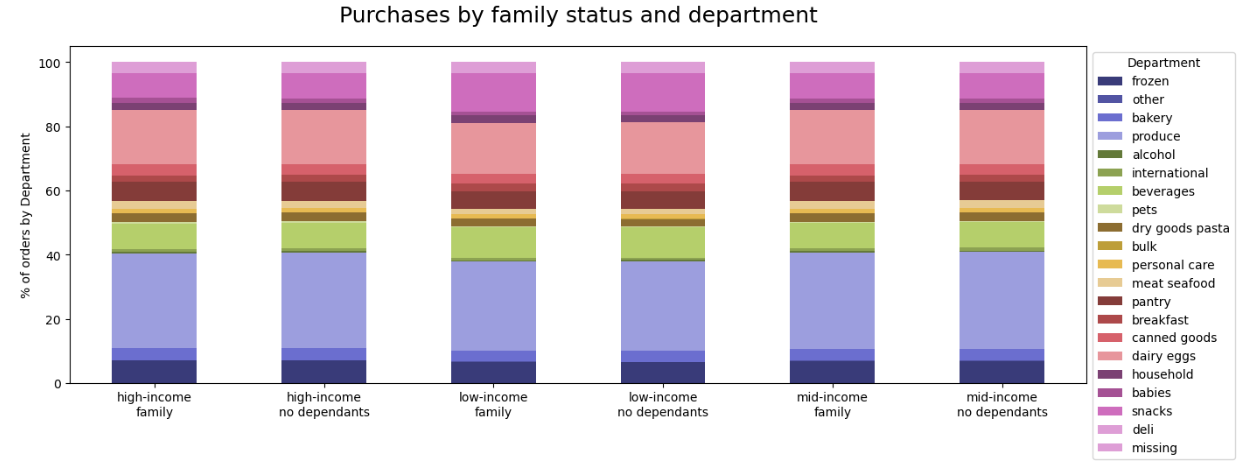 Purchases by family status and department
% of orders by Department
100
80
60
40
20
0
high-income
family
high-income
no dependants
low-income
family
low-income
no dependants
mid-income
family
mid-income
no dependants
Department
frozen
other
bakery
produce
alcohol
international
beverages
pets
dry goods pasta
bulk
personal care
meat seafood
pantry
breakfast
canned goods
dairy eggs
household
babies
snacks
deli
missing